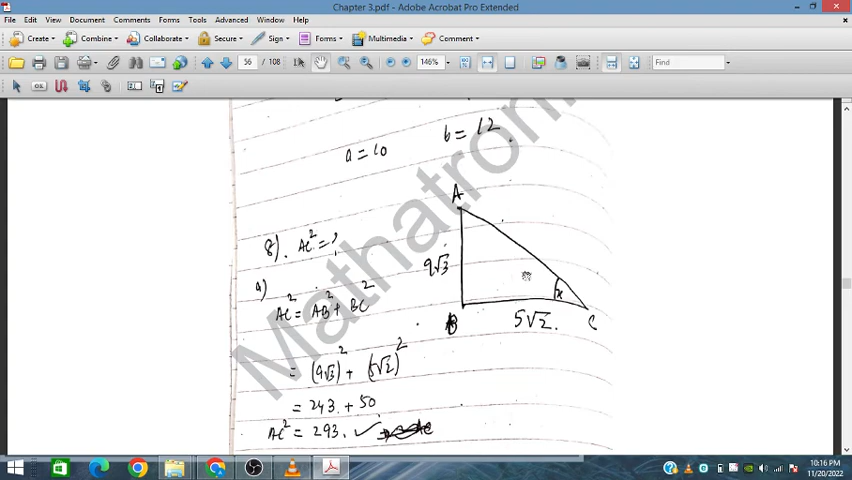 Chapter 3.pdf - Adobe Acrobat Pro Extended
File Edit View Document Comments Forms Tools Advanced Window Help
Create Combine Collaborate Secure Sign Forms Multimedia Comment
56 / 108 146% Find
a = 10 b = 12
Mathatron
A
8). AC² = ?
9√3
a)
AC² = AB² + BC²
B 5√2. C
x
= (9√3)² + (5√2)²
= 243. + 50
AC² = 293. ✓
10:16 PM
11/20/2022